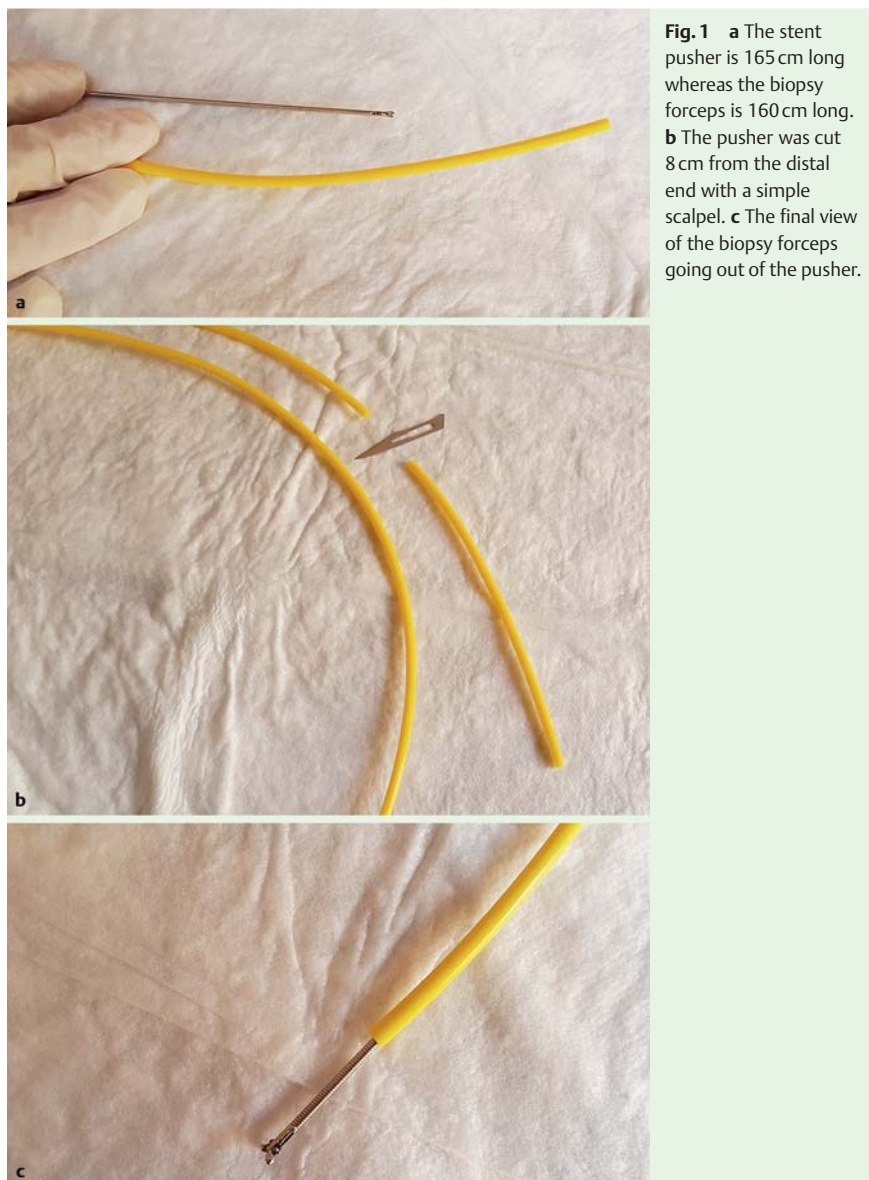 Fig. 1 a The stent
pusher is 165 cm long
whereas the biopsy
forceps is 160 cm long.
b The pusher was cut
8 cm from the distal
end with a simple
scalpel. c The final view
of the biopsy forceps
going out of the pusher.
a
b
c